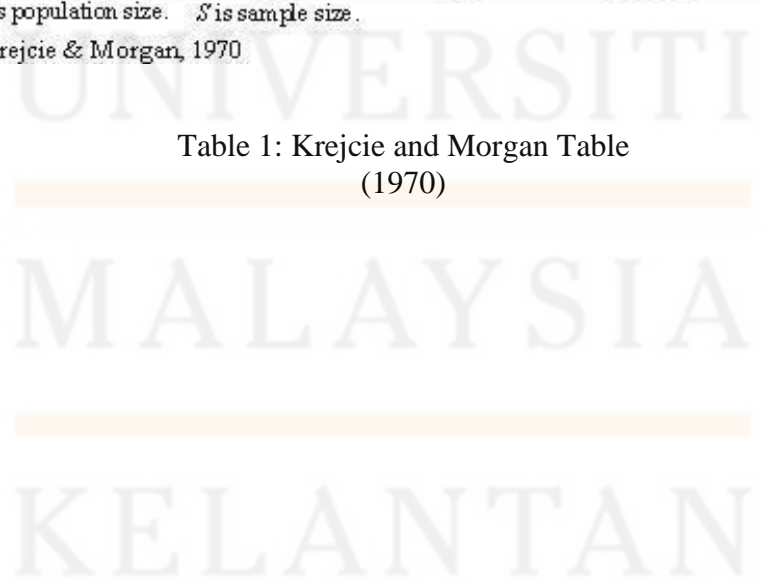 s population size. S is sample size.
rejcie & Morgan, 1970
UNIVERSITI
Table 1: Krejcie and Morgan Table
(1970)
MALAYSIA
KELANTAN